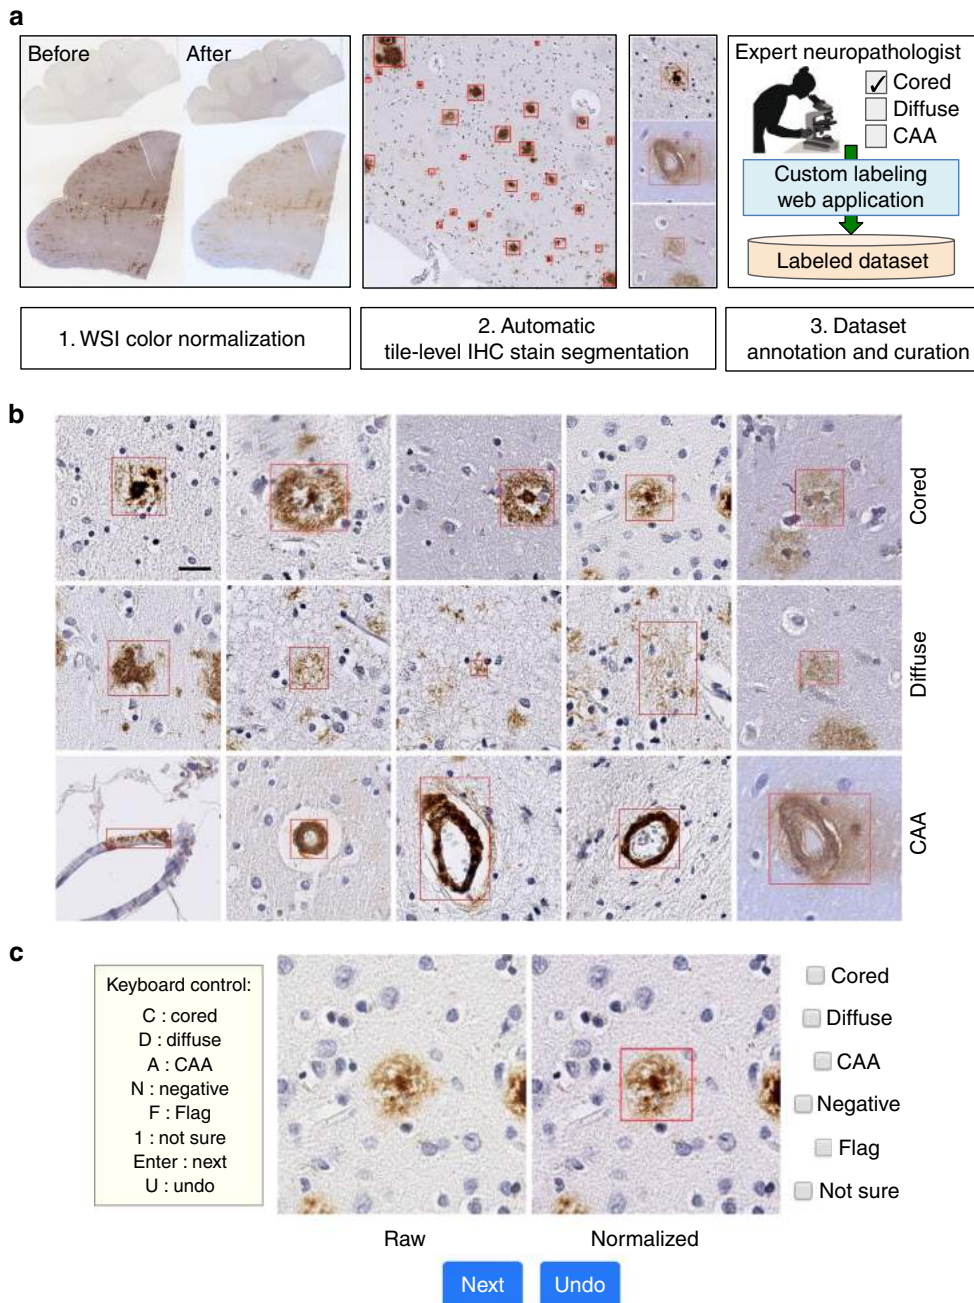 a
Before
After
Expert neuropathologist
Cored
Diffuse
CAA
Custom labeling
web application
Labeled dataset
1. WSI color normalization
2. Automatic
tile-level IHC stain segmentation
3. Dataset
annotation and curation
b
Cored
Diffuse
CAA
c
Keyboard control:
C : cored
D : diffuse
A : CAA
N : negative
F : Flag
1 : not sure
Enter : next
U : undo
Raw
Normalized
Cored
Diffuse
CAA
Negative
Flag
Not sure
Next
Undo